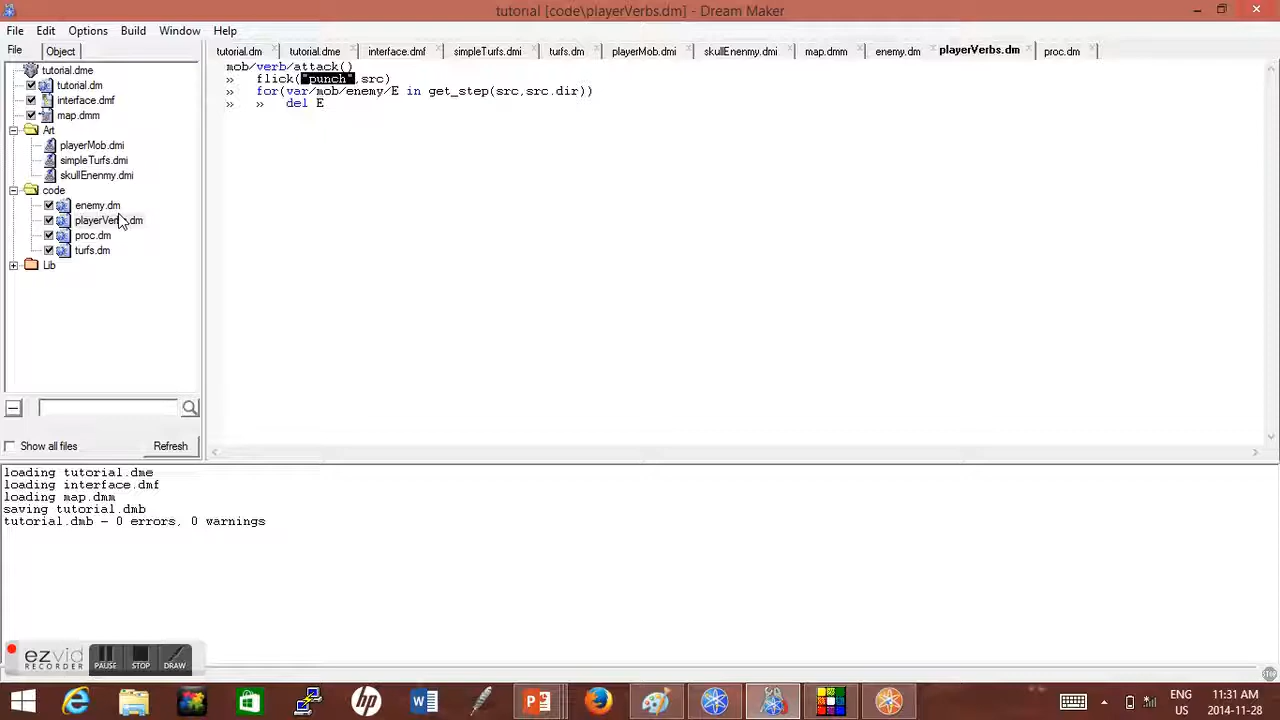 tutorial [code\playerVerbs.dm] - Dream Maker
File Edit Options Build Window Help
File Object
tutorial.dm tutorial.dme interface.dmf simpleTurfs.dmi turfs.dm playerMob.dmi skullEnenmy.dmi map.dmm enemy.dm playerVerbs.dm proc.dm
tutorial.dme
tutorial.dm
interface.dmf
map.dmm
Art
playerMob.dmi
simpleTurfs.dmi
skullEnenmy.dmi
code
enemy.dm
playerVerbs.dm
proc.dm
turfs.dm
Lib
mob/verb/attack()
» flick("punch",src)
» for(var/mob/enemy/E in get_step(src,src.dir))
» » del E
Show all files Refresh
loading tutorial.dme
loading interface.dmf
loading map.dmm
saving tutorial.dmb
tutorial.dmb - 0 errors, 0 warnings
ezvid
RECORDER
PAUSE STOP DRAW
ENG
US
11:31 AM
2014-11-28